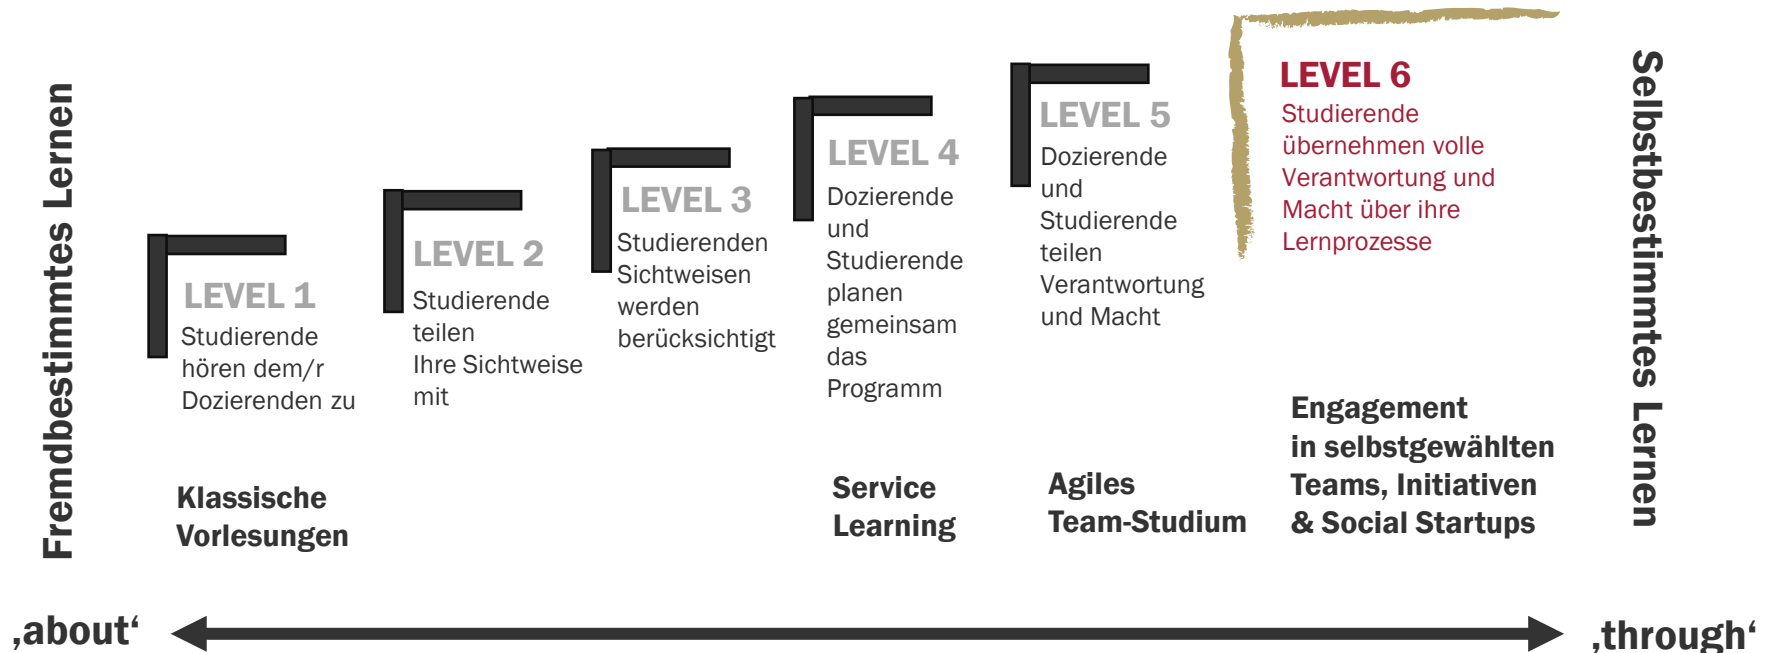 Fremdbestimmtes Lernen
LEVEL 1
Studierende
hören dem/r
Dozierenden zu
Klassische
Vorlesungen
LEVEL 2
Studierende
teilen
Ihre Sichtweise
mit
LEVEL 3
Studierenden
Sichtweisen
werden
berücksichtigt
LEVEL 4
Dozierende
und
Studierende
planen
gemeinsam
das
Programm
Service
Learning
LEVEL 5
Dozierende
und
Studierende
teilen
Verantwortung
und Macht
Agiles
Team-Studium
LEVEL 6
Studierende
übernehmen volle
Verantwortung und
Macht über ihre
Lernprozesse
Engagement
in selbstgewählten
Teams, Initiativen
& Social Startups
Selbstbestimmtes Lernen
‚about‘
‚through‘